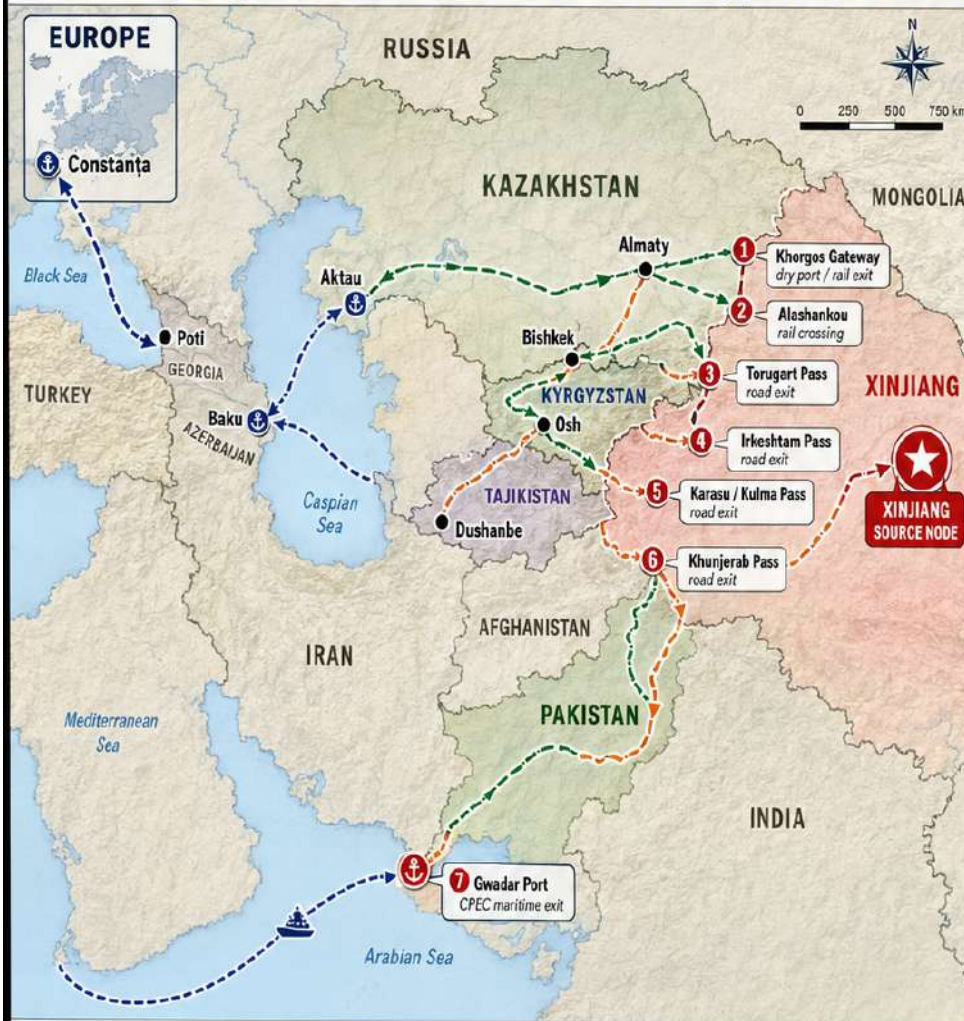 EUROPE
Constanța
RUSSIA
N
0 250 500 750 km
KAZAKHSTAN
MONGOLIA
Black Sea
Almaty
1
Khorgos Gateway
dry port / rail exit
Aktau
2
Alashankou
rail crossing
Poti
Bishkek
GEORGIA
3
Torugart Pass
road exit
TURKEY
KYRGYZSTAN
XINJIANG
Baku
AZERBAIJAN
Osh
4
Irkeshtam Pass
road exit
Caspian
Sea
TAJIKISTAN
5
Karasu / Kulma Pass
road exit
XINJIANG
SOURCE NODE
Dushanbe
6
Khunjerab Pass
road exit
AFGHANISTAN
IRAN
PAKISTAN
Mediterranean
Sea
INDIA
7 Gwadar Port
CPEC maritime exit
Arabian Sea